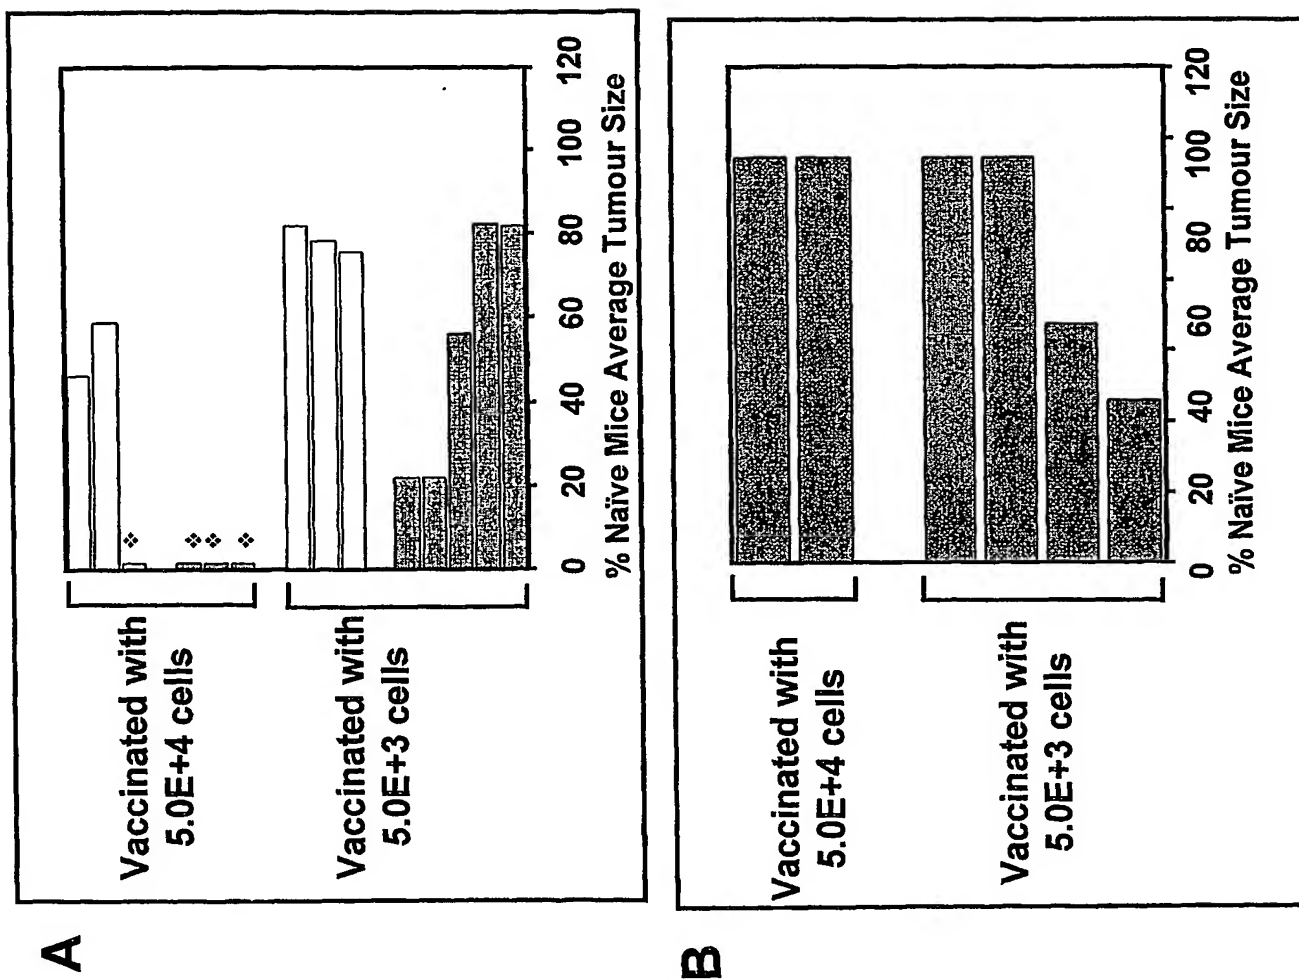 A
Vaccinated with
5.0E+4 cells
Vaccinated with
5.0E+3 cells
0 20 40 60 80 100 120
% Naïve Mice Average Tumour Size
B
Vaccinated with
5.0E+4 cells
Vaccinated with
5.0E+3 cells
0 20 40 60 80 100 120
% Naïve Mice Average Tumour Size